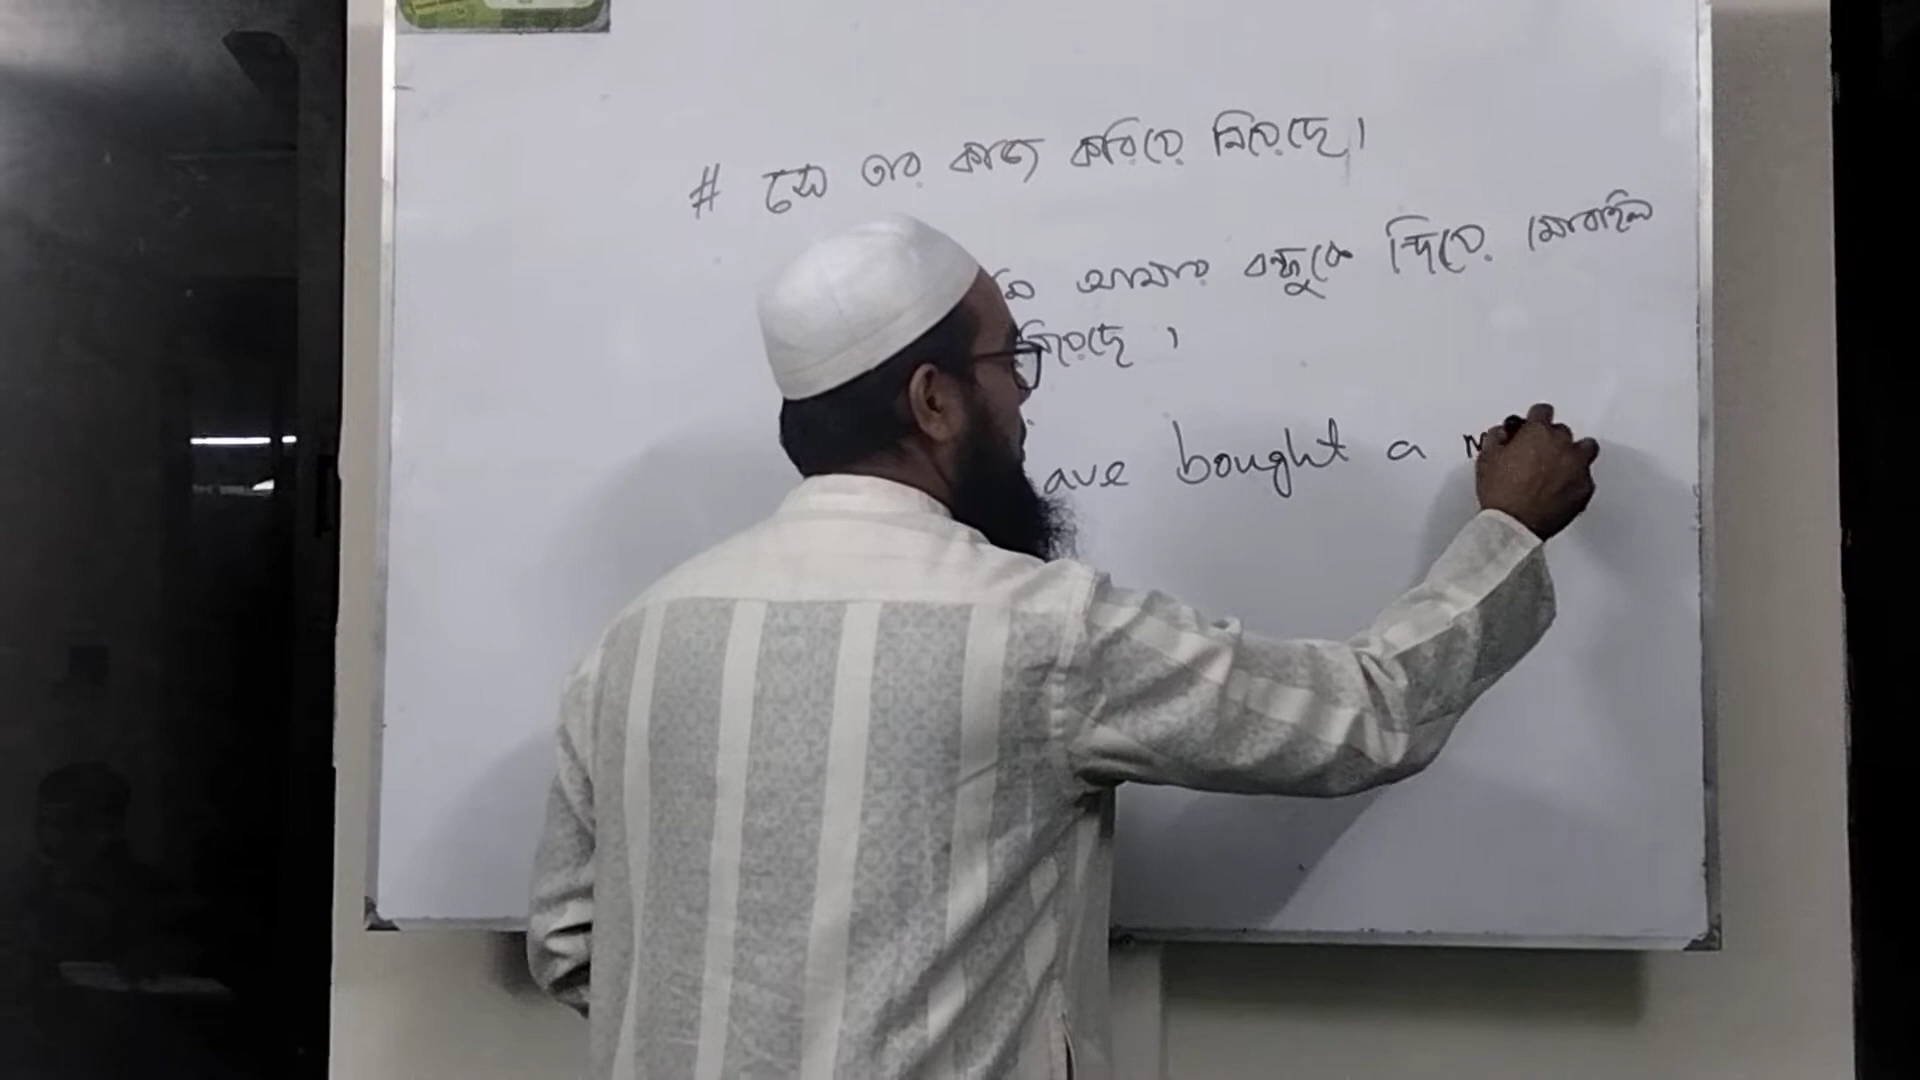 # সে তার কাজ করিয়ে নিয়েছে।
মি আমার বন্ধুকে দিয়ে মোবাইল
নিয়েছে ।
ave bought a m